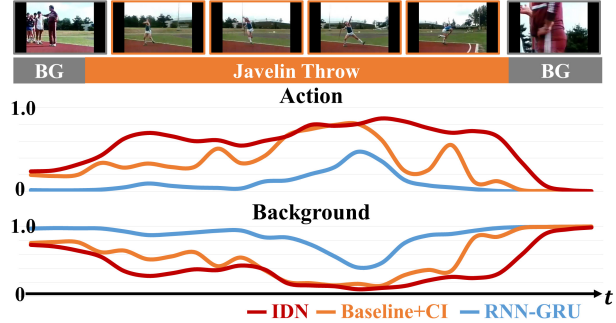 BG Javelin Throw BG
Action
1.0
0
Background
1.0
0
t
IDN Baseline+CI RNN-GRU